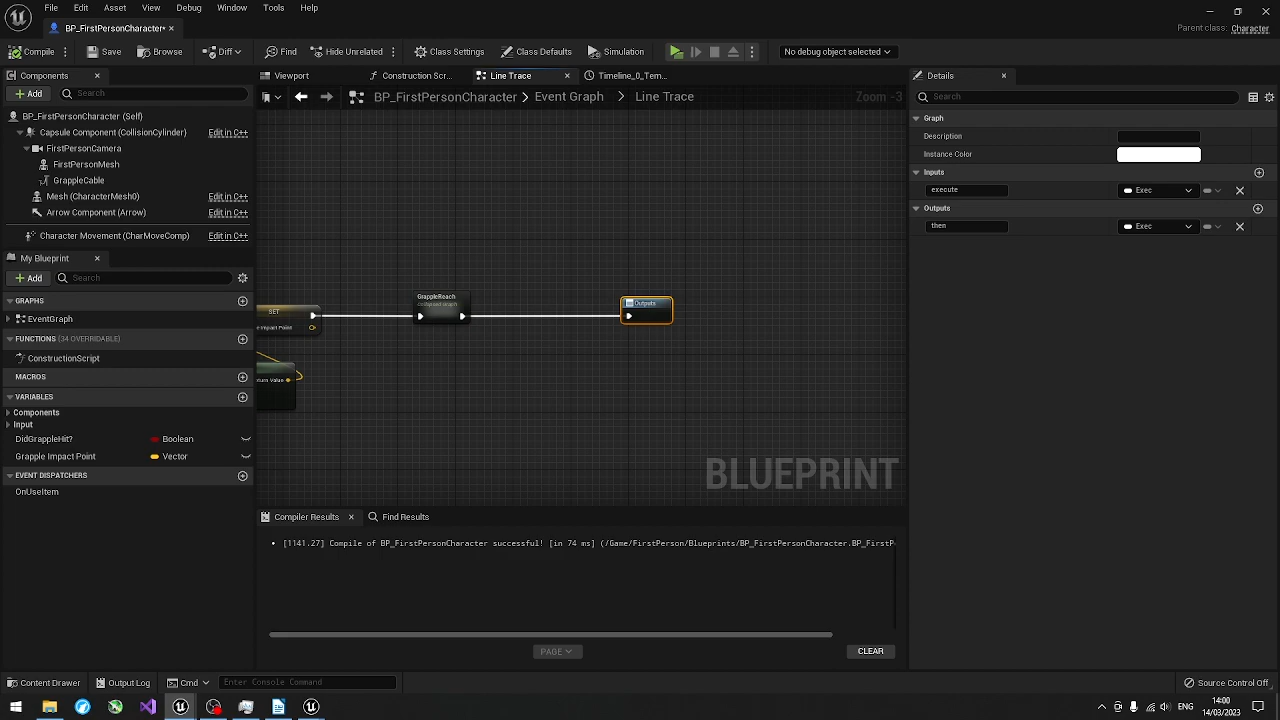 File Edit Asset View Debug Window Tools Help
BP_FirstPersonCharacter*
Parent class: Character
Compile Save Browse Diff Find Hide Unrelated Class Settings Class Defaults Simulation No debug object selected
Components
Viewport Construction Scr... Line Trace Timeline_0_Tem...
Details
Add Search
BP_FirstPersonCharacter Event Graph Line Trace Zoom -3
Search
BP_FirstPersonCharacter (Self)
Capsule Component (CollisionCylinder) Edit in C++
FirstPersonCamera
FirstPersonMesh
GrappleCable
Mesh (CharacterMesh0) Edit in C++
Arrow Component (Arrow) Edit in C++
Character Movement (CharMoveComp) Edit in C++
My Blueprint
Add Search
GRAPHS
EventGraph
FUNCTIONS (34 OVERRIDABLE)
ConstructionScript
MACROS
VARIABLES
Components
Input
DidGrappleHit? Boolean
Grapple Impact Point Vector
EVENT DISPATCHERS
OnUseItem
SET
e Impact Point
eturn Value
GrappleReach
Collapsed Graph
Outputs
BLUEPRINT
Graph
Description
Instance Color
Inputs
execute Exec
Outputs
then Exec
Compiler Results Find Results
[1141.27] Compile of BP_FirstPersonCharacter successful! [in 74 ms] (/Game/FirstPerson/Blueprints/BP_FirstPersonCharacter.BP_FirstP
PAGE
CLEAR
Content Drawer Output Log Cmd Enter Console Command Source Control Off
ENG
14:00
14/03/2023